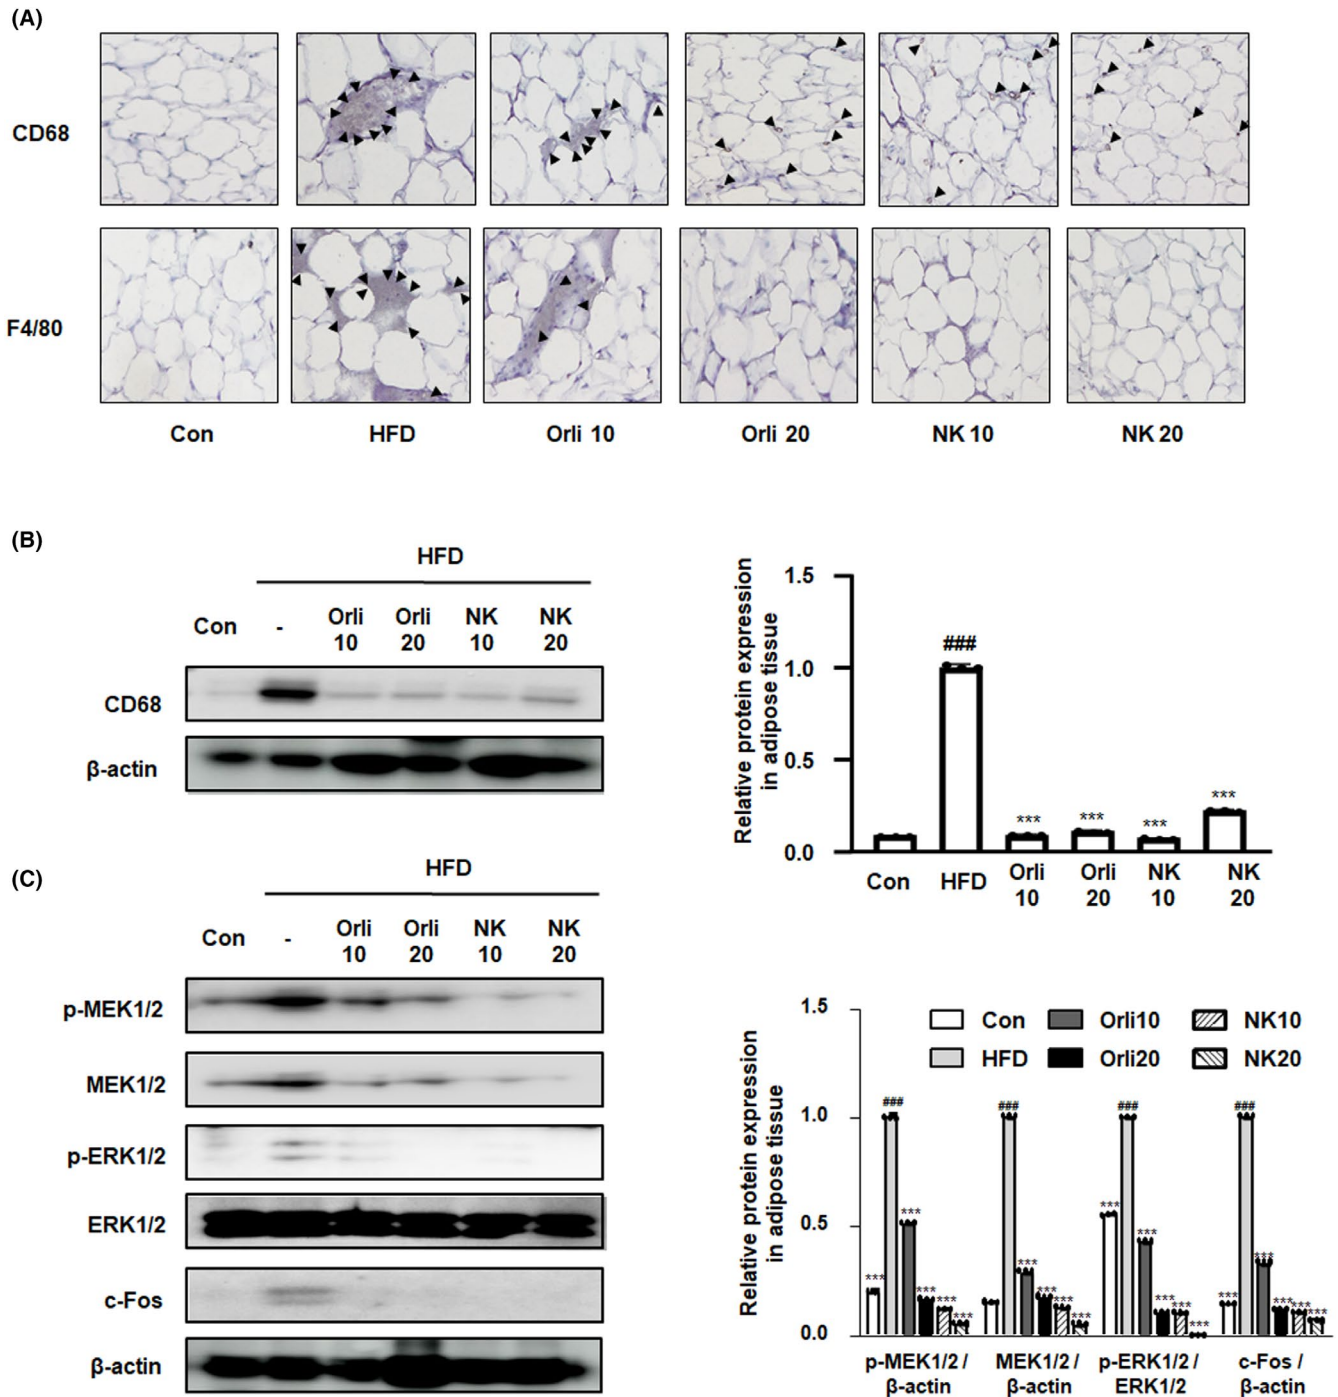 (A)
CD68
F4/80
Con HFD Orli 10 Orli 20 NK 10 NK 20
(B)
HFD
Con - Orli 10 Orli 20 NK 10 NK 20
CD68
β-actin
Relative protein expression
in adipose tissue
1.5
1.0
0.5
0.0
###
*** *** *** ***
Con HFD Orli 10 Orli 20 NK 10 NK 20
(C)
HFD
Con - Orli 10 Orli 20 NK 10 NK 20
p-MEK1/2
MEK1/2
p-ERK1/2
ERK1/2
c-Fos
β-actin
Relative protein expression
in adipose tissue
1.5
1.0
0.5
0.0
Con Orli10 NK10
HFD Orli20 NK20
### ### ### ###
*** *** *** *** ***
*** *** *** ***
*** *** *** *** ***
*** *** *** *** ***
p-MEK1/2 / β-actin
MEK1/2 / β-actin
p-ERK1/2 / ERK1/2
c-Fos / β-actin